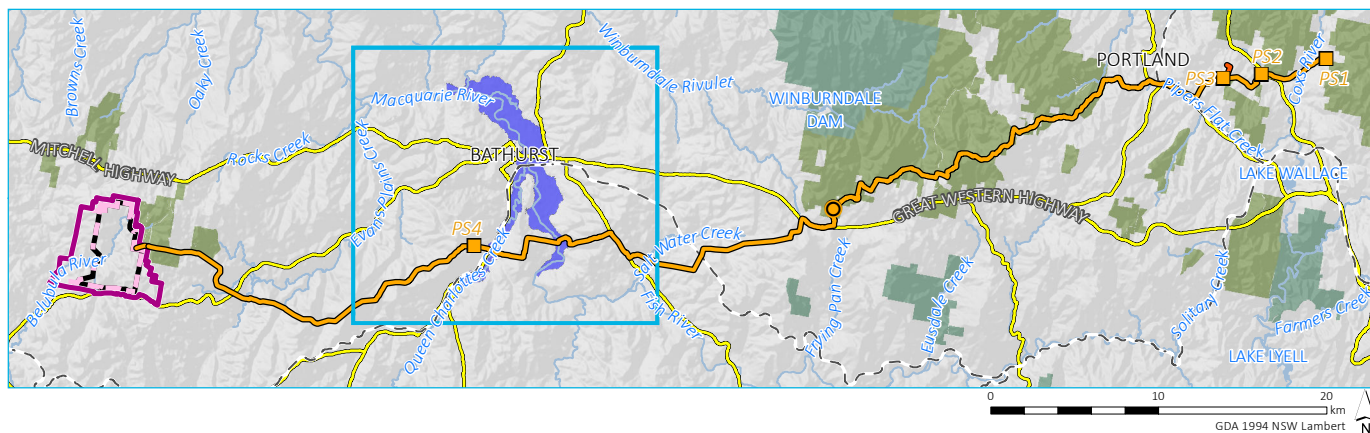 Browns Creek
Oaky Creek
Winburndale Rivulet
Macquarie River
WINBURNDALE
DAM
PORTLAND
PS3
PS2
PS1
Coxs River
Pipers Flat Creek
MITCHELL HIGHWAY
Rocks Creek
Evans Plains Creek
BATHURST
LAKE WALLACE
GREAT WESTERN HIGHWAY
PS4
Salt Water Creek
Belubula River
Belubula River
Queen Charlottes Creek
Fish River
Frying Pan Creek
Eusdale Creek
Solitary Creek
Farmers Creek
LAKE LYELL
0
10
20
km
GDA 1994 NSW Lambert
N